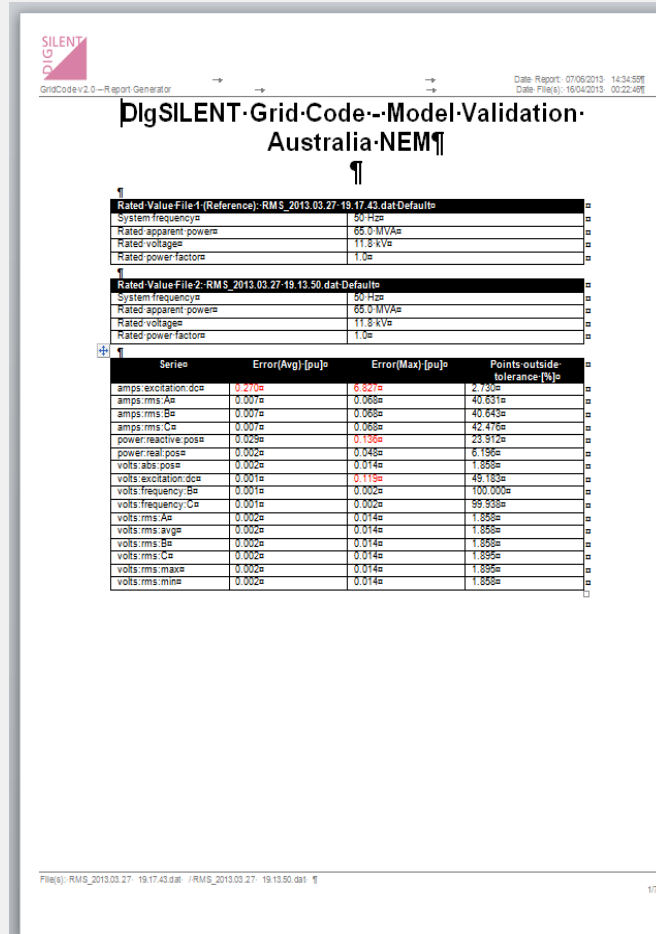 DIgSILENT
GridCode v2.0 – Report Generator
Date Report: 07/06/2013 14:34:55
Date File(s): 16/04/2013 00:22:46
DIgSILENT Grid Code - Model Validation
Australia NEM
Rated Value File 1 (Reference): RMS_2013.03.27 19.17.43.dat Default
System frequency 50 Hz
Rated apparent power 65.0 MVA
Rated voltage 11.8 kV
Rated power factor 1.0
Rated Value File 2: RMS_2013.03.27 19.13.50.dat Default
System frequency 50 Hz
Rated apparent power 65.0 MVA
Rated voltage 11.8 kV
Rated power factor 1.0
Serie Error(Avg) [pu] Error(Max) [pu] Points outside
tolerance [%]
amps:excitation:dc 0.270 6.827 2.730
amps:rms:A 0.007 0.068 40.631
amps:rms:B 0.007 0.068 40.643
amps:rms:C 0.007 0.068 42.476
power:reactive:pos 0.029 0.136 23.912
power:real:pos 0.002 0.048 6.196
volts:abs:pos 0.002 0.014 1.858
volts:excitation:dc 0.001 0.119 49.183
volts:frequency:B 0.001 0.002 100.000
volts:frequency:C 0.001 0.002 99.938
volts:rms:A 0.002 0.014 1.858
volts:rms:avg 0.002 0.014 1.858
volts:rms:B 0.002 0.014 1.858
volts:rms:C 0.002 0.014 1.895
volts:rms:max 0.002 0.014 1.895
volts:rms:min 0.002 0.014 1.858
File(s): RMS_2013.03.27 19.17.43.dat / RMS_2013.03.27 19.13.50.dat
1/7